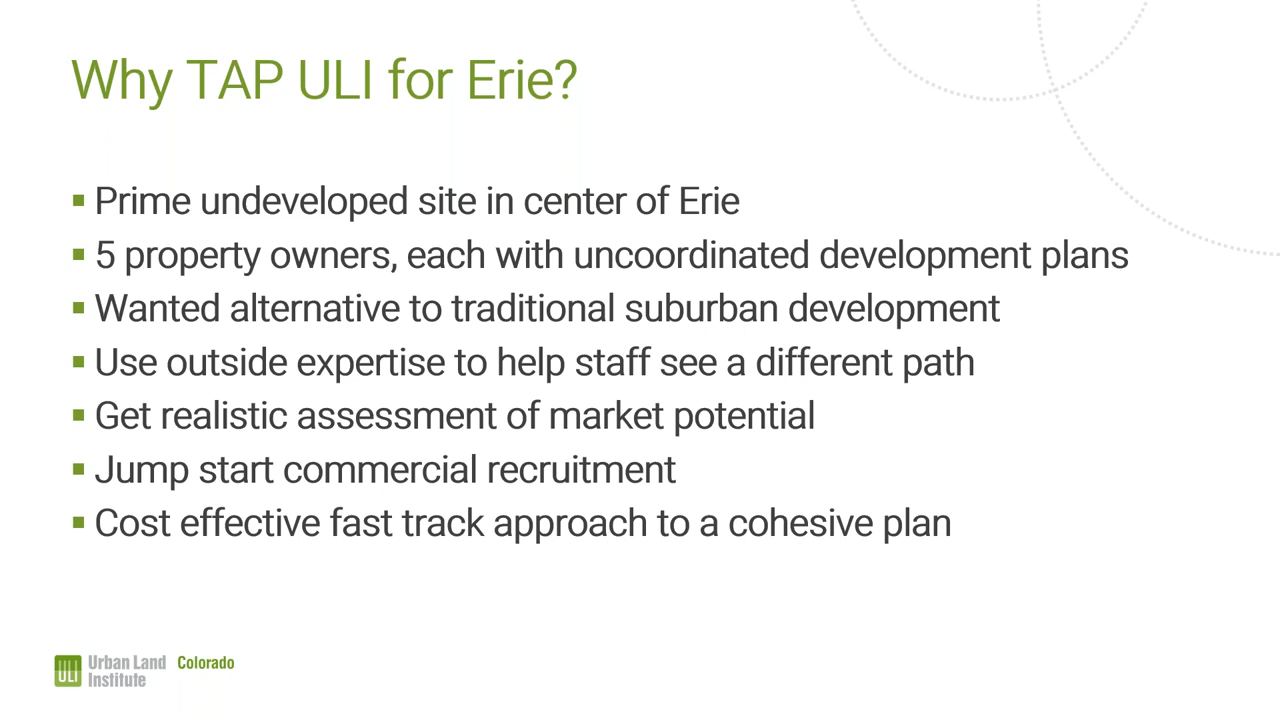 Why TAP ULI for Erie?
▪ Prime undeveloped site in center of Erie
▪ 5 property owners, each with uncoordinated development plans
▪ Wanted alternative to traditional suburban development
▪ Use outside expertise to help staff see a different path
▪ Get realistic assessment of market potential
▪ Jump start commercial recruitment
▪ Cost effective fast track approach to a cohesive plan
ULI Urban Land Colorado
Institute